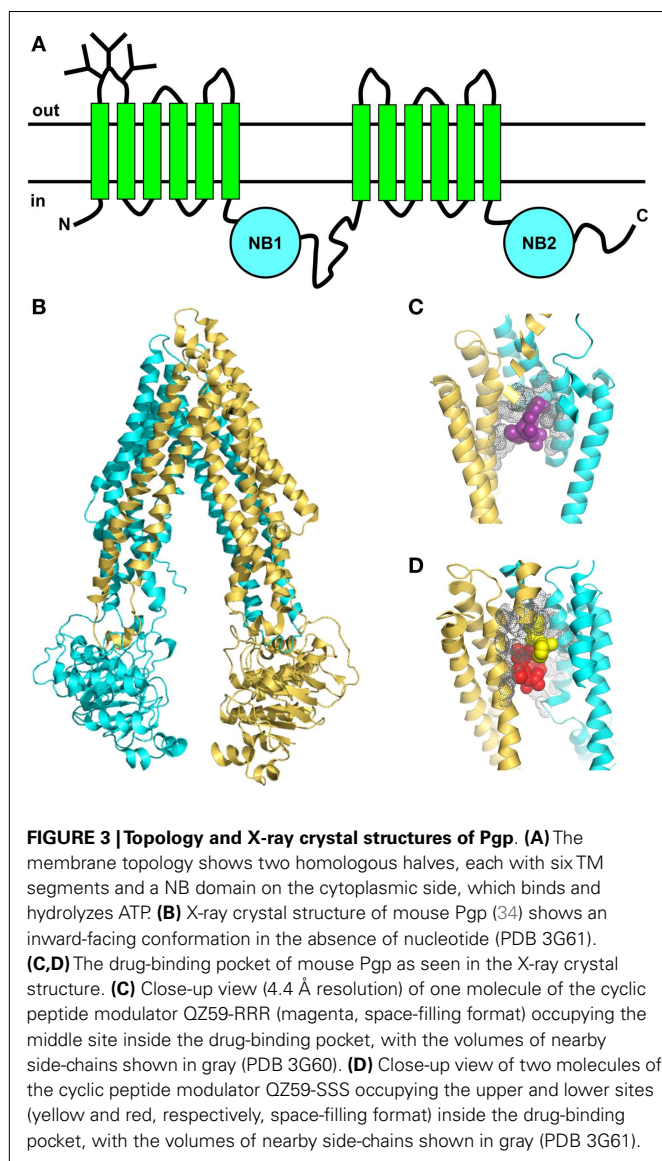 A
out
in
N
NB1
NB2
C
B
C
D
FIGURE 3 | Topology and X-ray crystal structures of Pgp. (A) The
membrane topology shows two homologous halves, each with six TM
segments and a NB domain on the cytoplasmic side, which binds and
hydrolyzes ATP. (B) X-ray crystal structure of mouse Pgp (34) shows an
inward-facing conformation in the absence of nucleotide (PDB 3G61).
(C,D) The drug-binding pocket of mouse Pgp as seen in the X-ray crystal
structure. (C) Close-up view (4.4 Å resolution) of one molecule of the cyclic
peptide modulator QZ59-RRR (magenta, space-filling format) occupying the
middle site inside the drug-binding pocket, with the volumes of nearby
side-chains shown in gray (PDB 3G60). (D) Close-up view of two molecules of
the cyclic peptide modulator QZ59-SSS occupying the upper and lower sites
(yellow and red, respectively, space-filling format) inside the drug-binding
pocket, with the volumes of nearby side-chains shown in gray (PDB 3G61).